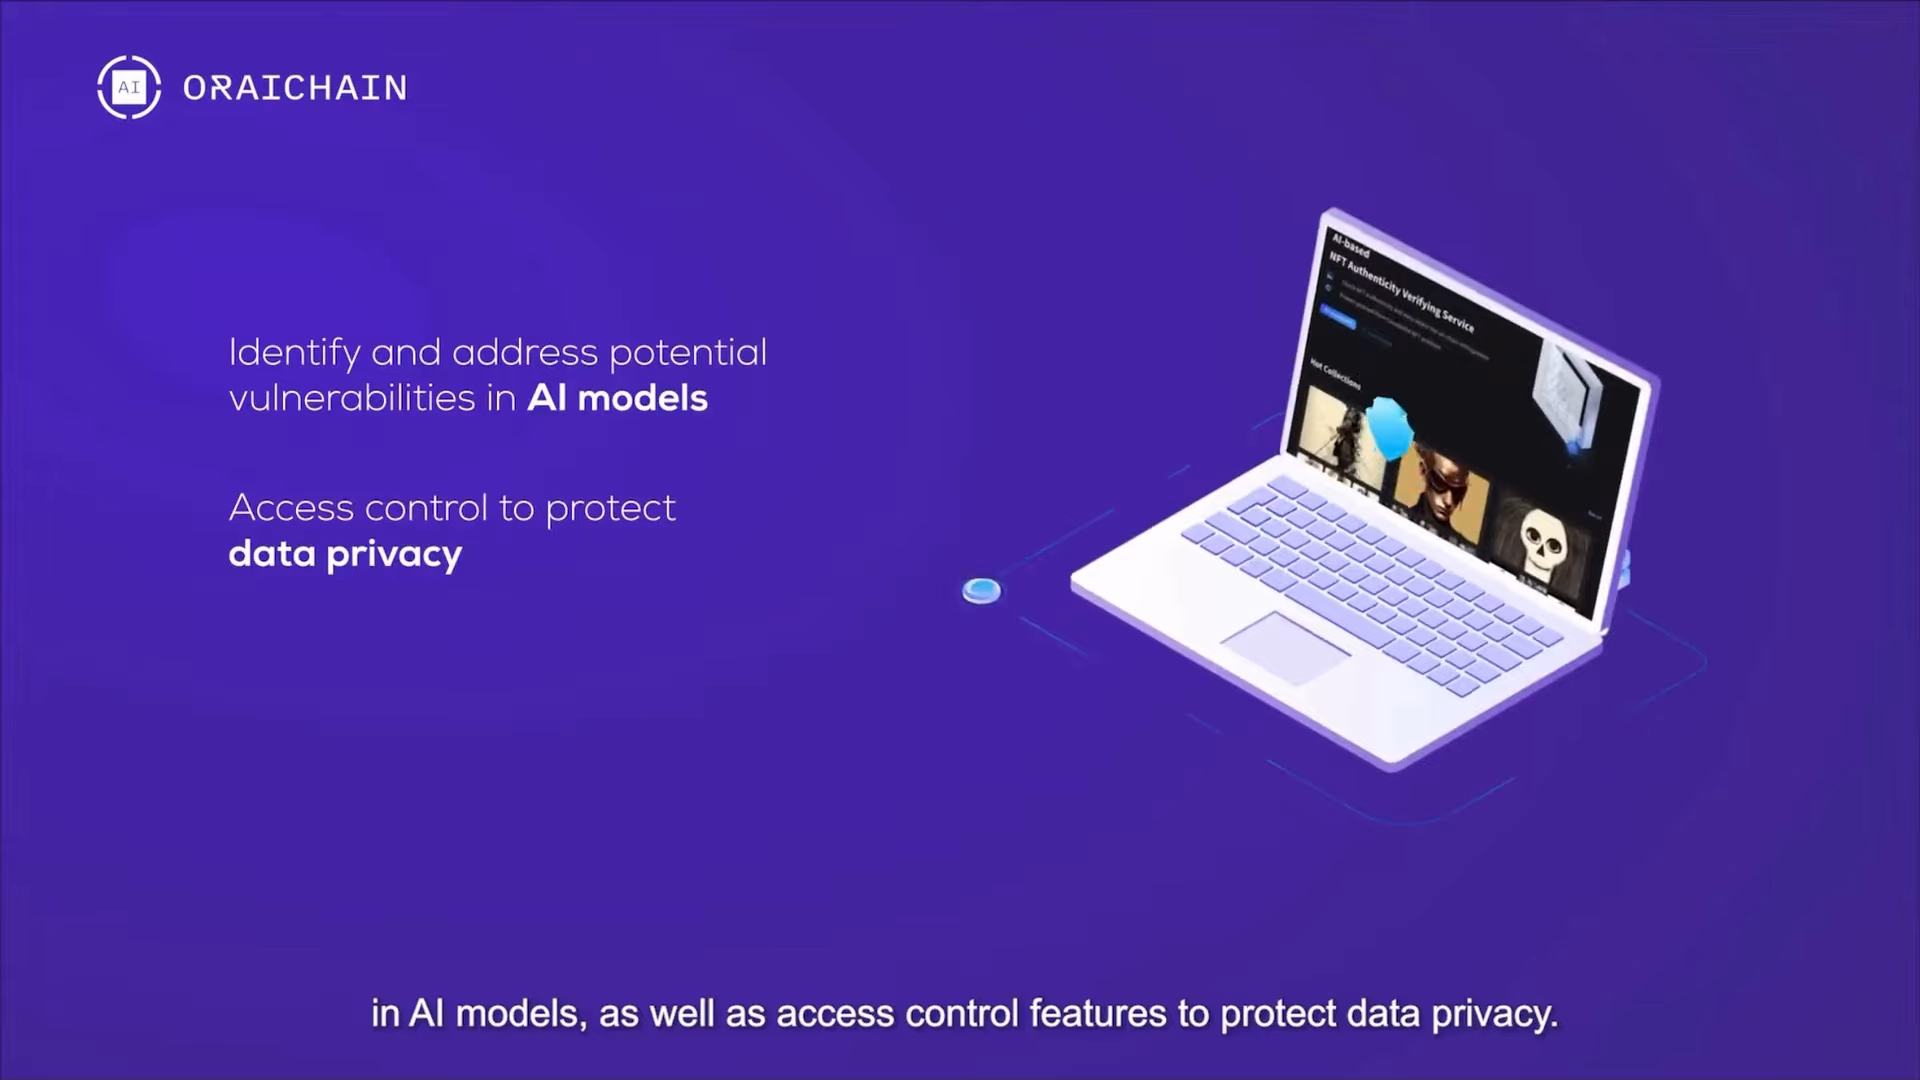 AI
ORAICHAIN
Identify and address potential
vulnerabilities in AI models
Access control to protect
data privacy
AI-based
NFT Authenticity Verifying Service
Hot Collections
in AI models, as well as access control features to protect data privacy.